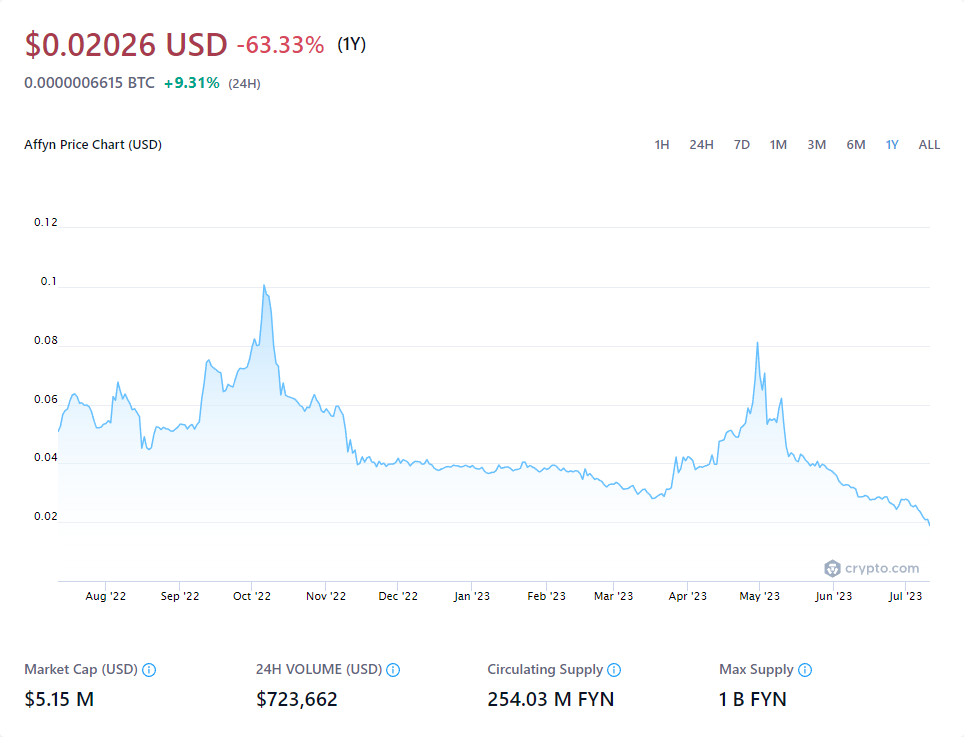 $0.02026 USD -63.33% (1Y)
0.0000006615 BTC +9.31% (24H)
Affyn Price Chart (USD) 1H 24H 7D 1M 3M 6M 1Y ALL
0.12
0.1
0.08
0.06
0.04
0.02
crypto.com
Aug '22 Sep '22 Oct '22 Nov '22 Dec '22 Jan '23 Feb '23 Mar '23 Apr '23 May '23 Jun '23 Jul '23
Market Cap (USD) 24H VOLUME (USD) Circulating Supply Max Supply
$5.15 M $723,662 254.03 M FYN 1 B FYN